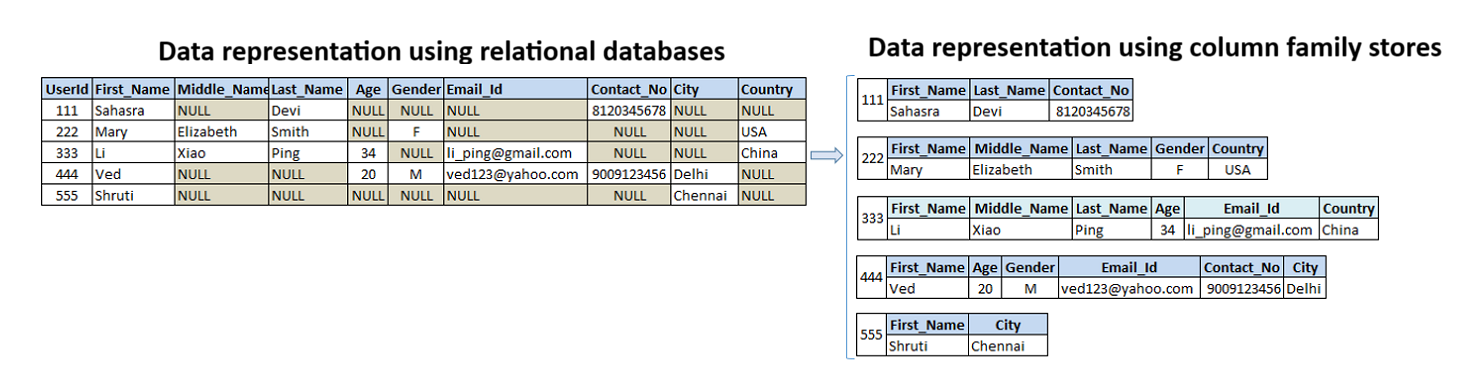 Data representation using relational databases
UserId First_Name Middle_Name Last_Name Age Gender Email_Id Contact_No City Country
111 Sahasra NULL Devi NULL NULL NULL 8120345678 NULL NULL
222 Mary Elizabeth Smith NULL F NULL NULL NULL USA
333 Li Xiao Ping 34 NULL li_ping@gmail.com NULL NULL China
444 Ved NULL NULL 20 M ved123@yahoo.com 9009123456 Delhi NULL
555 Shruti NULL NULL NULL NULL NULL NULL Chennai NULL
Data representation using column family stores
111
First_Name Last_Name Contact_No
Sahasra Devi 8120345678
222
First_Name Middle_Name Last_Name Gender Country
Mary Elizabeth Smith F USA
333
First_Name Middle_Name Last_Name Age Email_Id Country
Li Xiao Ping 34 li_ping@gmail.com China
444
First_Name Age Gender Email_Id Contact_No City
Ved 20 M ved123@yahoo.com 9009123456 Delhi
555
First_Name City
Shruti Chennai